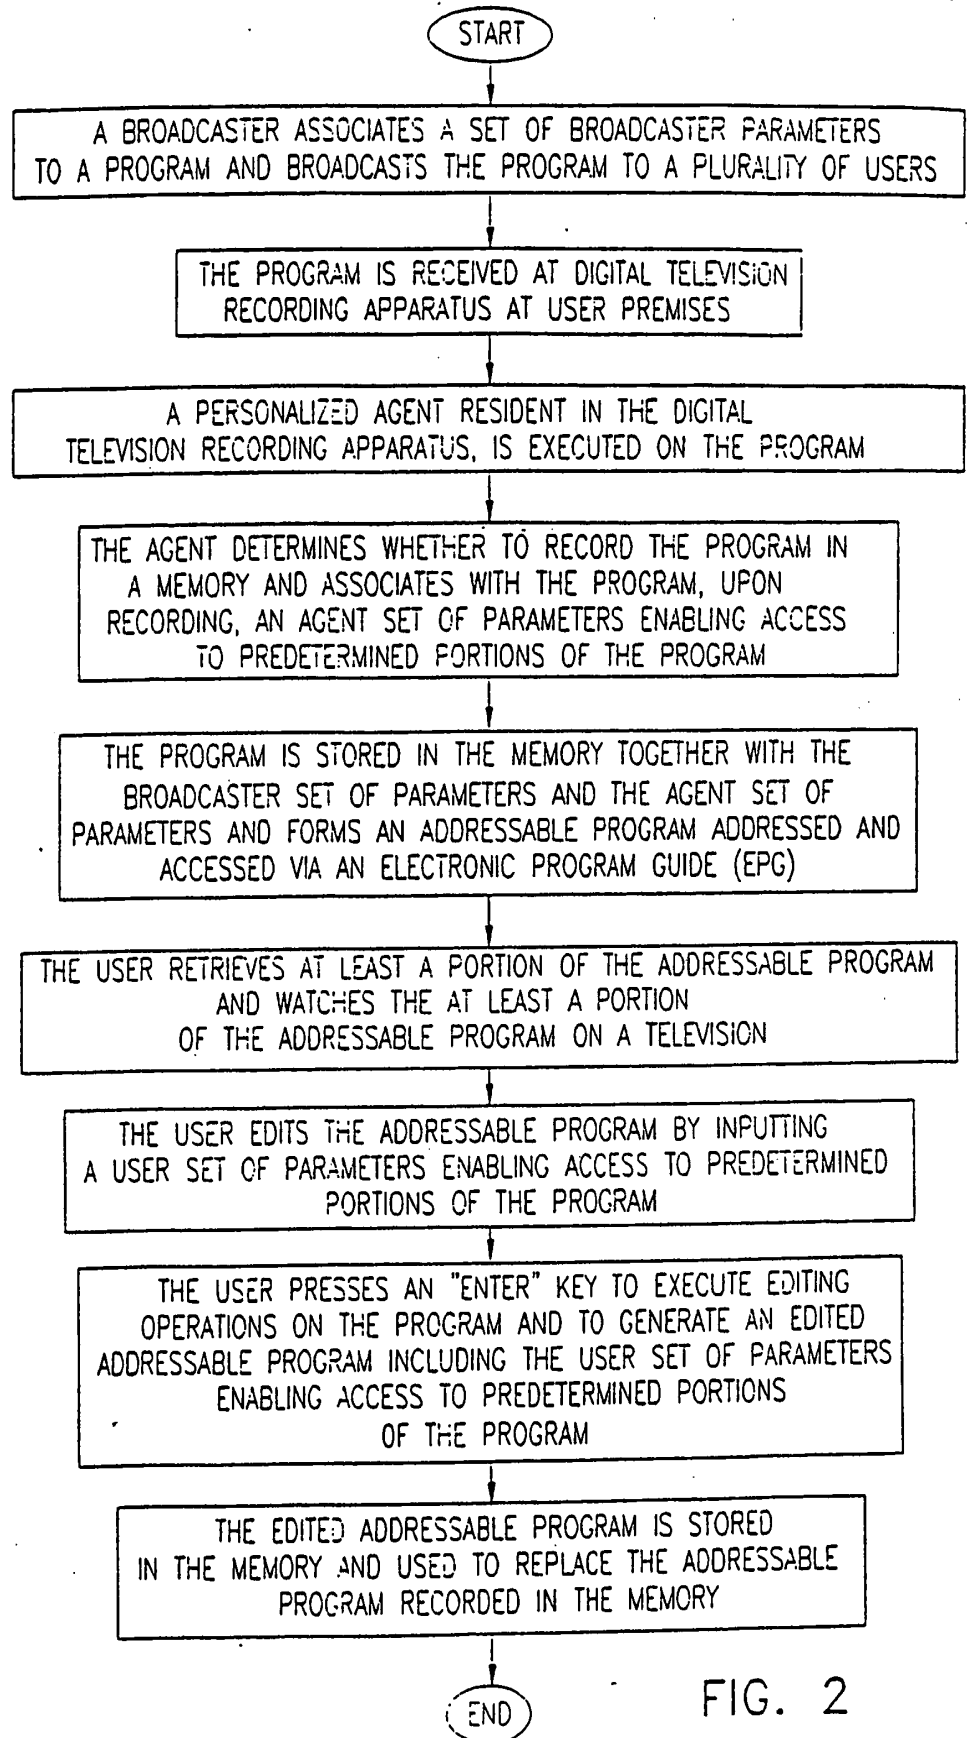 START
A BROADCASTER ASSOCIATES A SET OF BROADCASTER PARAMETERS
TO A PROGRAM AND BROADCASTS THE PROGRAM TO A PLURALITY OF USERS
THE PROGRAM IS RECEIVED AT DIGITAL TELEVISION
RECORDING APPARATUS AT USER PREMISES
A PERSONALIZED AGENT RESIDENT IN THE DIGITAL
TELEVISION RECORDING APPARATUS, IS EXECUTED ON THE PROGRAM
THE AGENT DETERMINES WHETHER TO RECORD THE PROGRAM IN
A MEMORY AND ASSOCIATES WITH THE PROGRAM, UPON
RECORDING, AN AGENT SET OF PARAMETERS ENABLING ACCESS
TO PREDETERMINED PORTIONS OF THE PROGRAM
THE PROGRAM IS STORED IN THE MEMORY TOGETHER WITH THE
BROADCASTER SET OF PARAMETERS AND THE AGENT SET OF
PARAMETERS AND FORMS AN ADDRESSABLE PROGRAM ADDRESSED AND
ACCESSED VIA AN ELECTRONIC PROGRAM GUIDE (EPG)
THE USER RETRIEVES AT LEAST A PORTION OF THE ADDRESSABLE PROGRAM
AND WATCHES THE AT LEAST A PORTION
OF THE ADDRESSABLE PROGRAM ON A TELEVISION
THE USER EDITS THE ADDRESSABLE PROGRAM BY INPUTTING
A USER SET OF PARAMETERS ENABLING ACCESS TO PREDETERMINED
PORTIONS OF THE PROGRAM
THE USER PRESSES AN "ENTER" KEY TO EXECUTE EDITING
OPERATIONS ON THE PROGRAM AND TO GENERATE AN EDITED
ADDRESSABLE PROGRAM INCLUDING THE USER SET OF PARAMETERS
ENABLING ACCESS TO PREDETERMINED PORTIONS
OF THE PROGRAM
THE EDITED ADDRESSABLE PROGRAM IS STORED
IN THE MEMORY AND USED TO REPLACE THE ADDRESSABLE
PROGRAM RECORDED IN THE MEMORY
END
FIG. 2